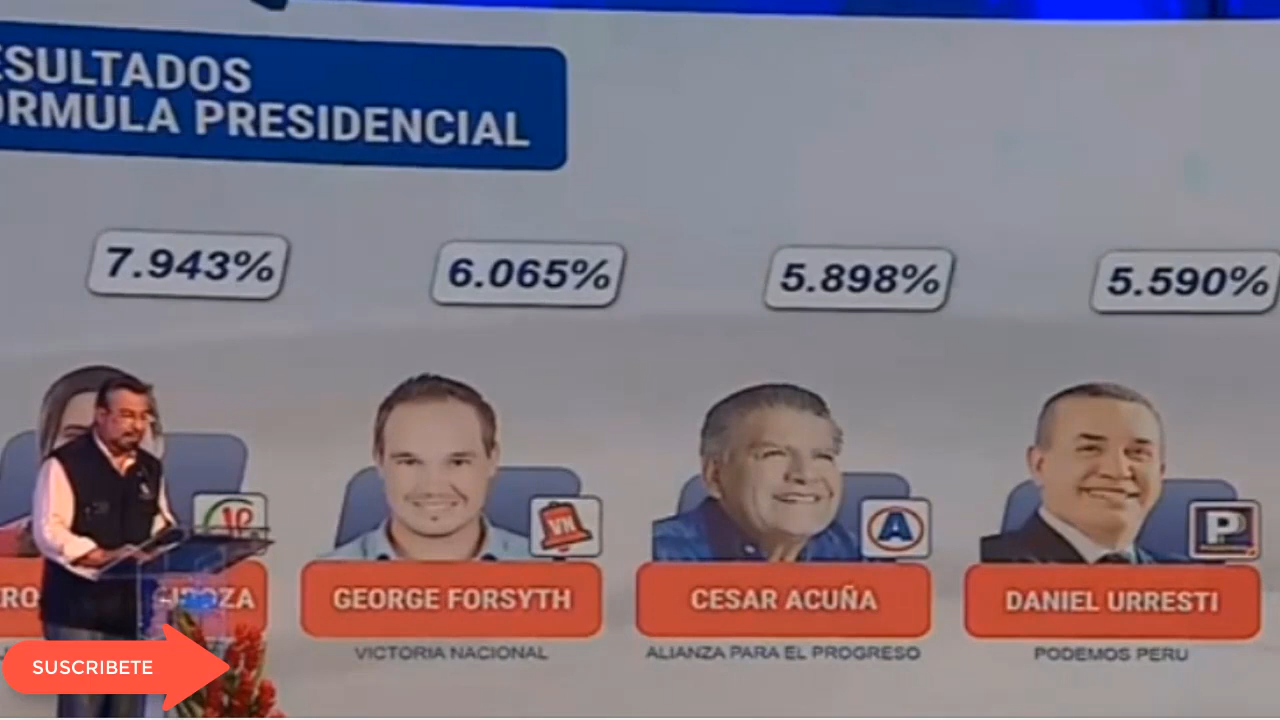 ESULTADOS
ORMULA PRESIDENCIAL
7.943%
6.065%
5.898%
5.590%
VN
A
P
GEORGE FORSYTH
CESAR ACUÑA
DANIEL URRESTI
VICTORIA NACIONAL
ALIANZA PARA EL PROGRESO
PODEMOS PERU
SUSCRIBETE